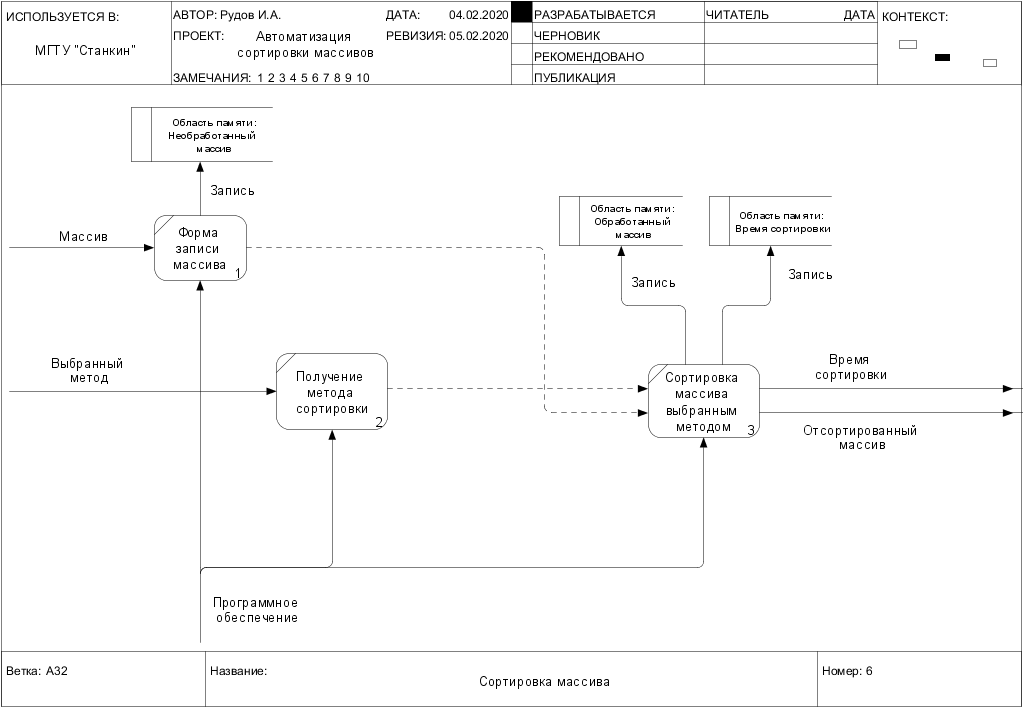 ИСПОЛЬЗУЕТСЯ В:
МГТУ "Станкин"
АВТОР: Рудов И.А.
ДАТА: 04.02.2020
ПРОЕКТ: Автоматизация
сортировки массивов
РЕВИЗИЯ: 05.02.2020
ЗАМЕЧАНИЯ: 1 2 3 4 5 6 7 8 9 10
РАЗРАБАТЫВАЕТСЯ
ЧЕРНОВИК
РЕКОМЕНДОВАНО
ПУБЛИКАЦИЯ
ЧИТАТЕЛЬ
ДАТА
КОНТЕКСТ:
Область памяти:
Необработанный
массив
Запись
Массив
Форма
записи
массива
1
Область памяти:
Обработанный
массив
Область памяти:
Время сортировки
Запись
Запись
Выбранный
метод
Получение
метода
сортировки
2
Сортировка
массива
выбранным
методом
3
Время
сортировки
Отсортированный
массив
Программное
обеспечение
Ветка: A32
Название:
Сортировка массива
Номер: 6